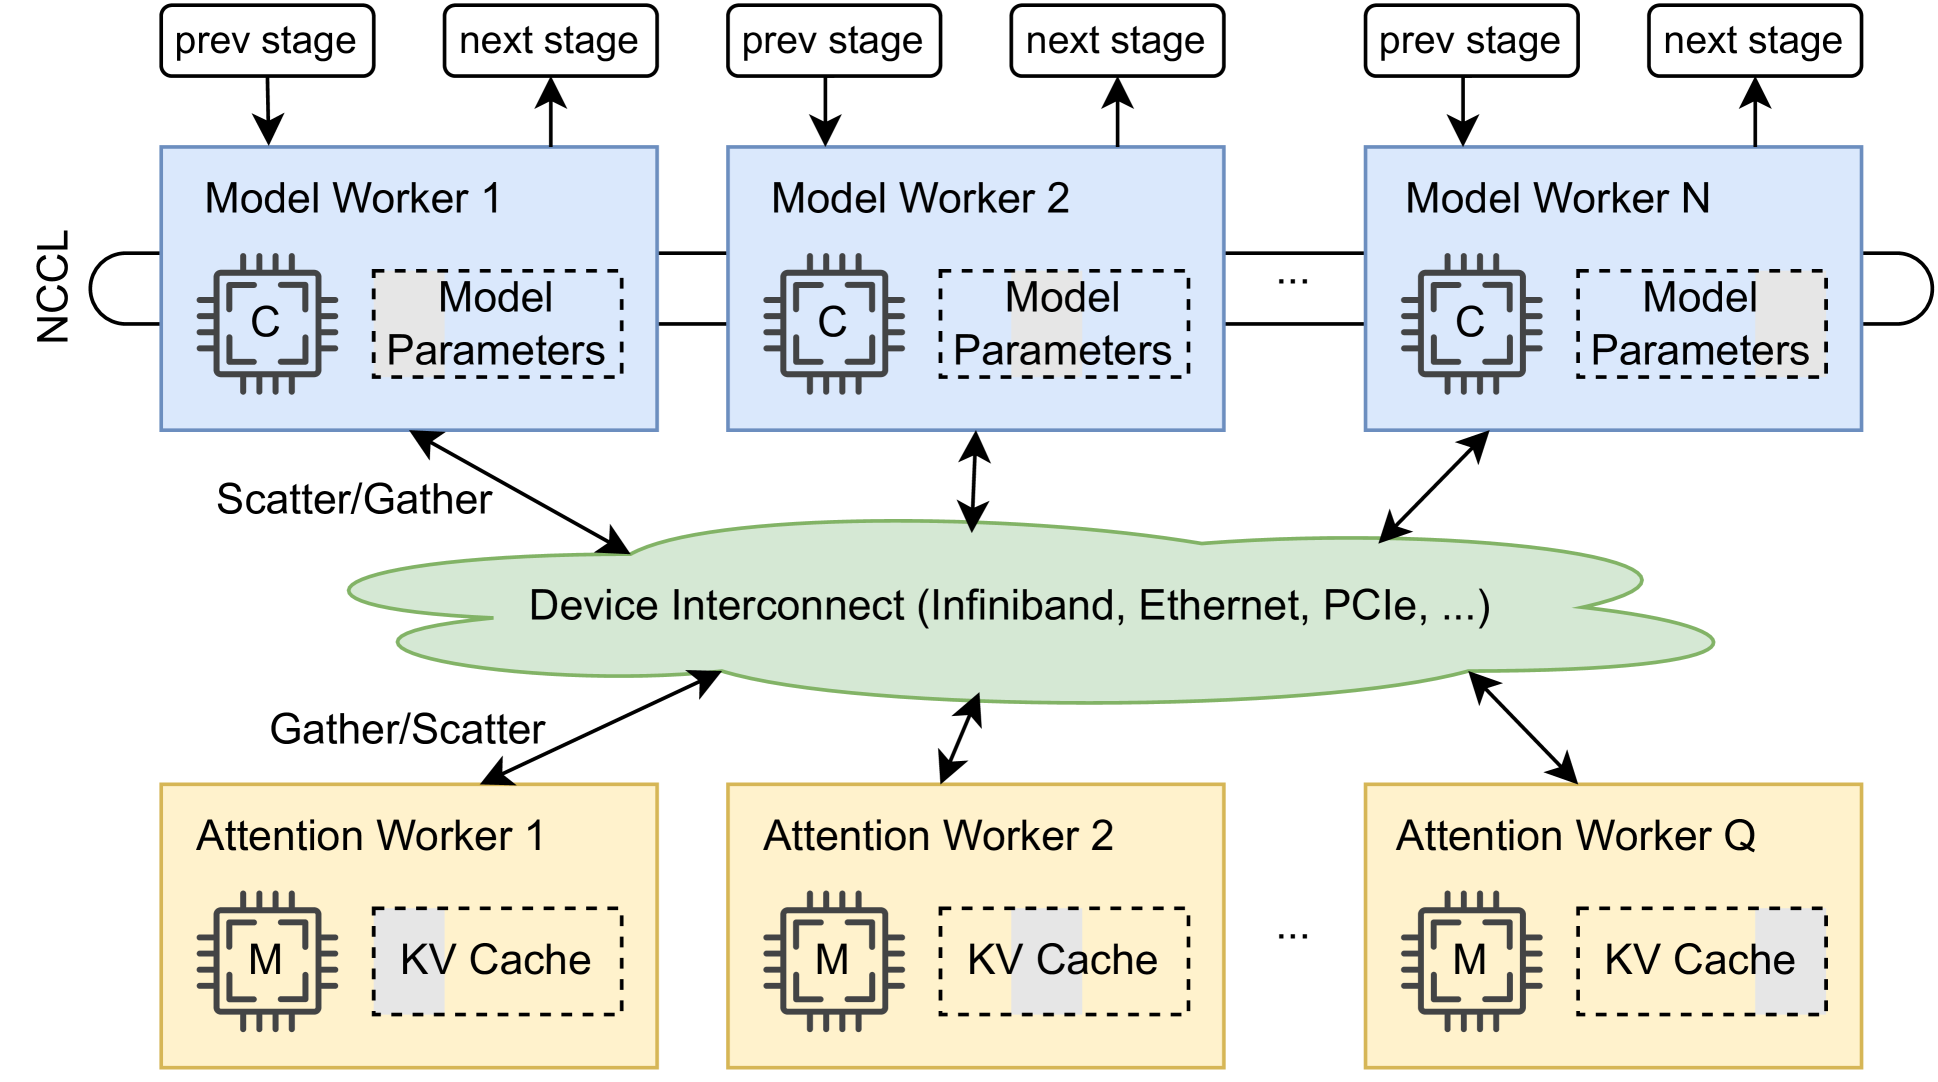 prev stage
next stage
prev stage
next stage
prev stage
next stage
NCCL
Model Worker 1
C
Model
Parameters
Model Worker 2
C
Model
Parameters
...
Model Worker N
C
Model
Parameters
Scatter/Gather
Device Interconnect (Infiniband, Ethernet, PCIe, ...)
Gather/Scatter
Attention Worker 1
M
KV Cache
Attention Worker 2
M
KV Cache
...
Attention Worker Q
M
KV Cache